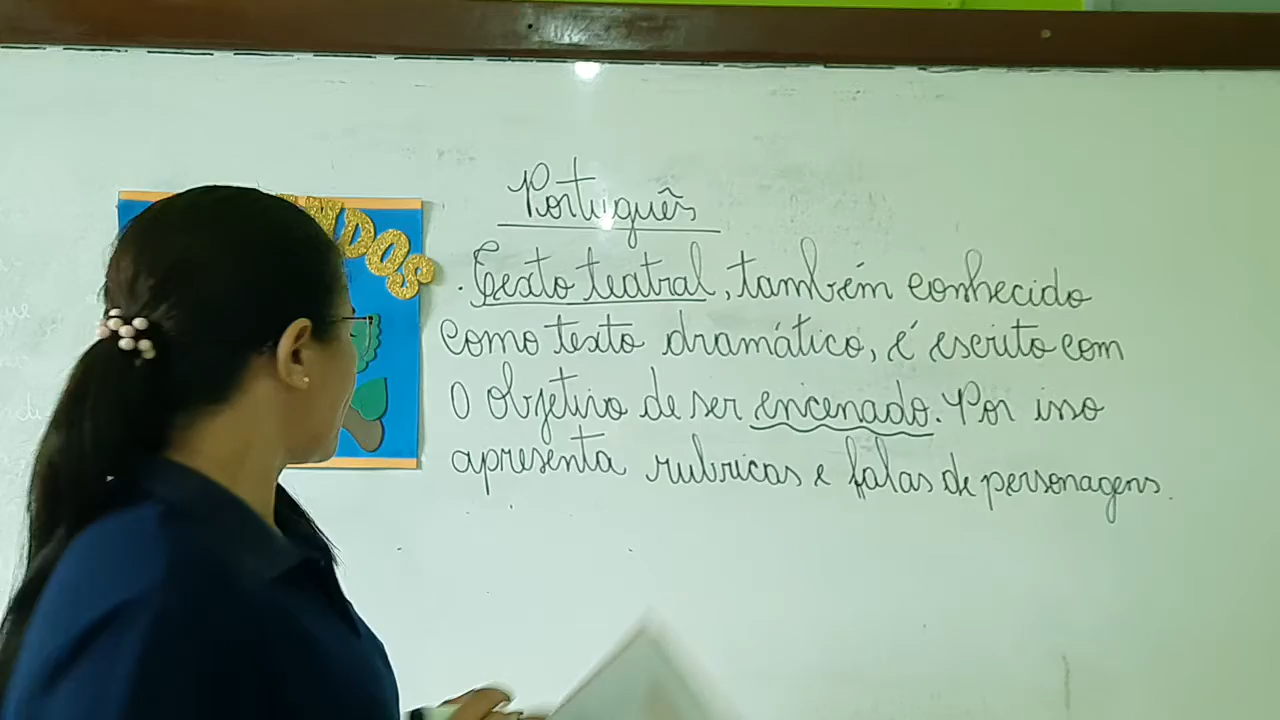 NDOS
Português
. Texto teatral, também conhecido
como texto dramático, é escrito com
o objetivo de ser encenado. Por isso
apresenta rubricas e falas de personagens.